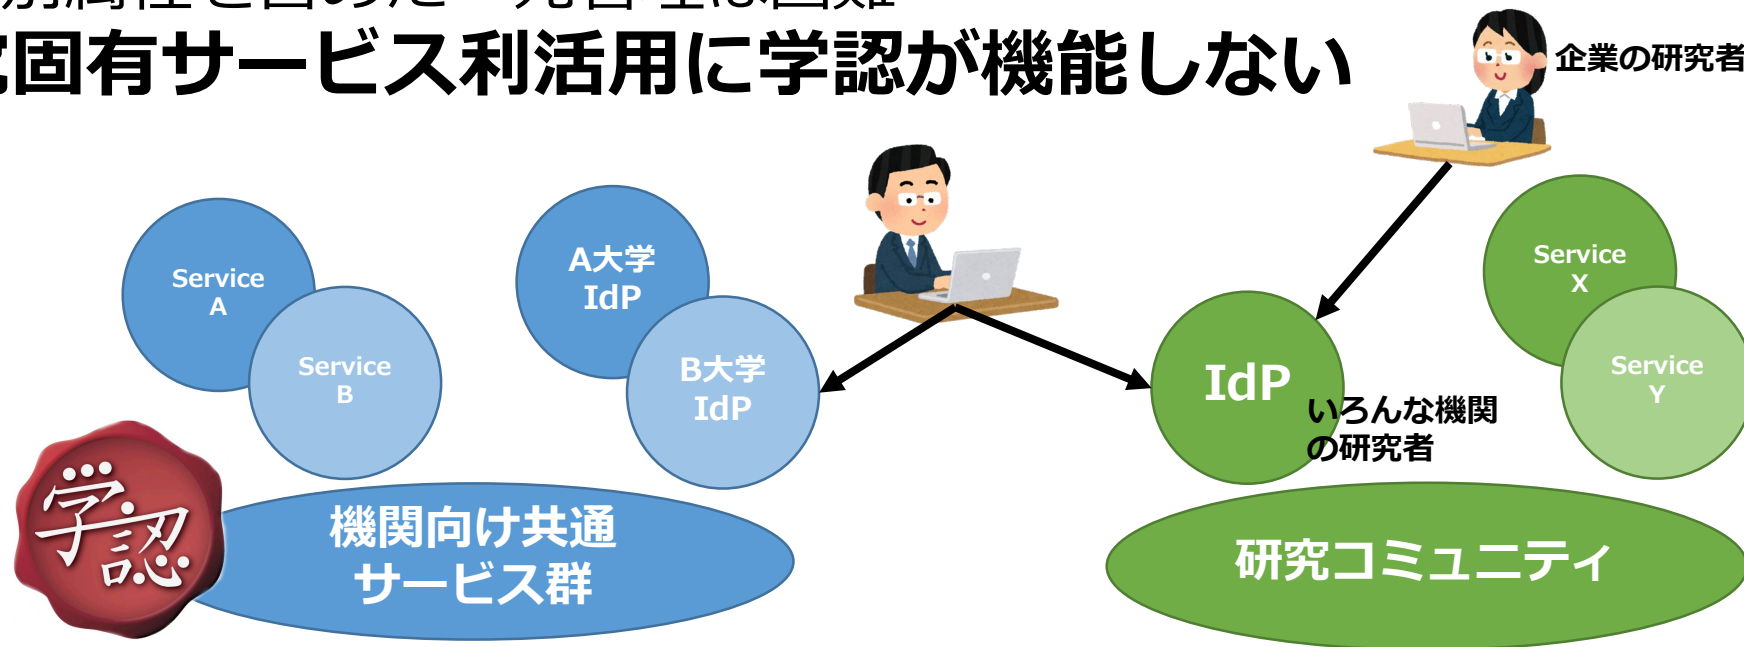 固有サービス利活用に学認が機能しない
企業の研究者
Service
A
Service
B
A大学
IdP
B大学
IdP
IdP
いろんな機関
の研究者
Service
X
Service
Y
学認
機関向け共通
サービス群
研究コミュニティ